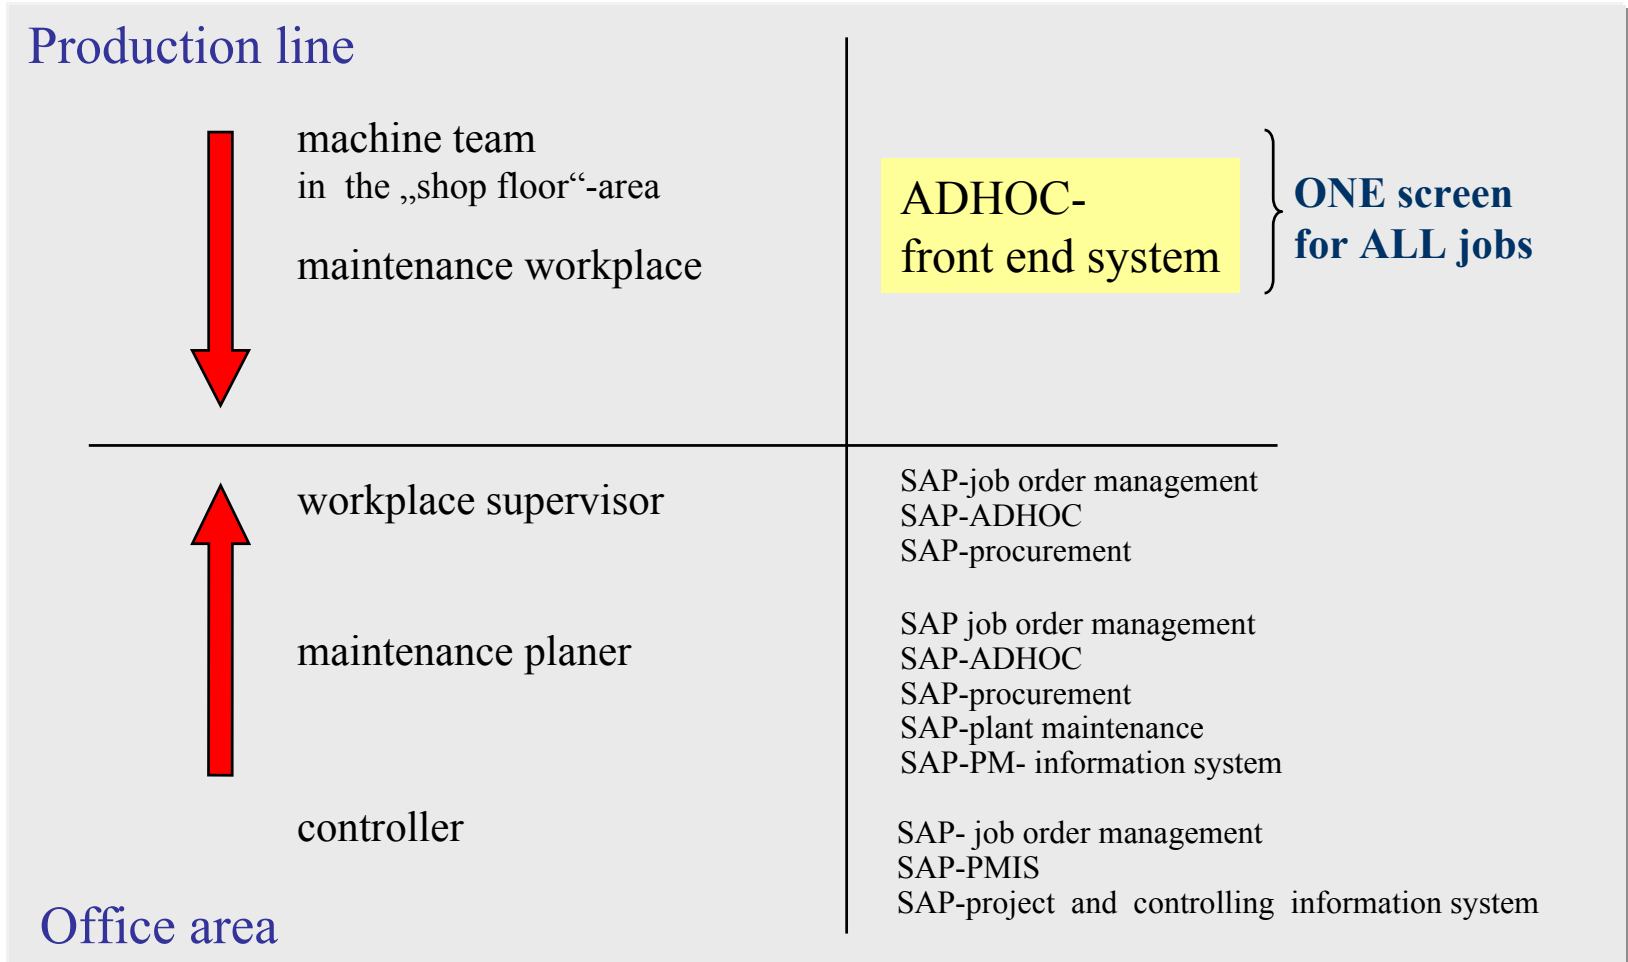 Production line
machine team
in the „shop floor“-area
maintenance workplace
ADHOC-
front end system
ONE screen
for ALL jobs
workplace supervisor
SAP-job order management
SAP-ADHOC
SAP-procurement
maintenance planer
SAP job order management
SAP-ADHOC
SAP-procurement
SAP-plant maintenance
SAP-PM- information system
controller
SAP- job order management
SAP-PMIS
SAP-project and controlling information system
Office area